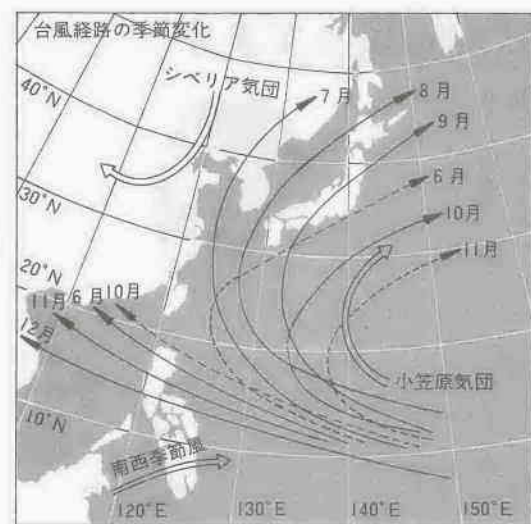 台風経路の季節変化
シベリア気団
40°N
30°N
20°N
10°N
7月
8月
9月
6月
10月
11月
11月
6月
10月
12月
小笠原気団
南西季節風
120°E
130°E
140°E
150°E